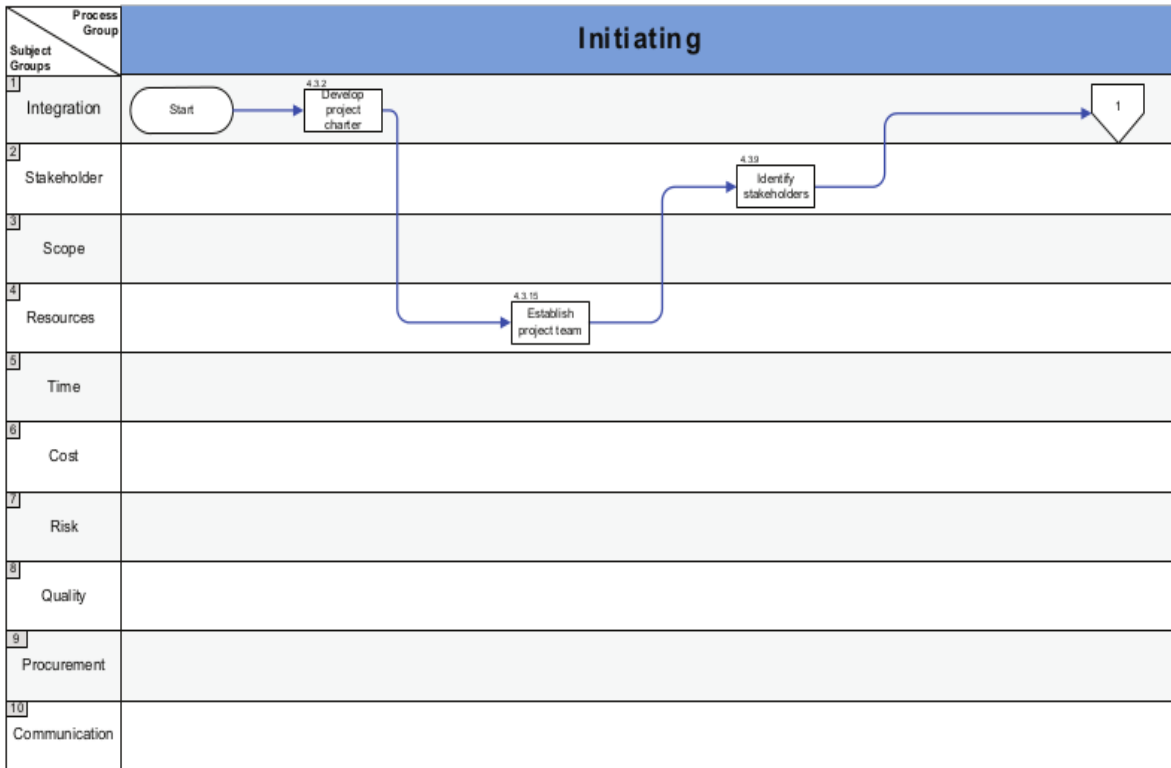 Process
Group
Subject
Groups
Initiating
1
Integration
Start
4.3.2
Develop
project
charter
1
2
Stakeholder
4.3.9
Identify
stakeholders
3
Scope
4
Resources
4.3.15
Establish
project team
5
Time
6
Cost
7
Risk
8
Quality
9
Procurement
10
Communication